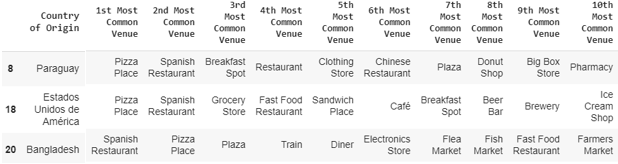 Country of Origin 1st Most Common Venue 2nd Most Common Venue 3rd Most Common Venue 4th Most Common Venue 5th Most Common Venue 6th Most Common Venue 7th Most Common Venue 8th Most Common Venue 9th Most Common Venue 10th Most Common Venue
8 Paraguay Pizza Place Spanish Restaurant Breakfast Spot Restaurant Clothing Store Chinese Restaurant Plaza Donut Shop Big Box Store Pharmacy
18 Estados Unidos de América Pizza Place Spanish Restaurant Grocery Store Fast Food Restaurant Sandwich Place Café Breakfast Spot Beer Bar Brewery Ice Cream Shop
20 Bangladesh Spanish Restaurant Pizza Place Plaza Train Diner Electronics Store Flea Market Fish Market Fast Food Restaurant Farmers Market